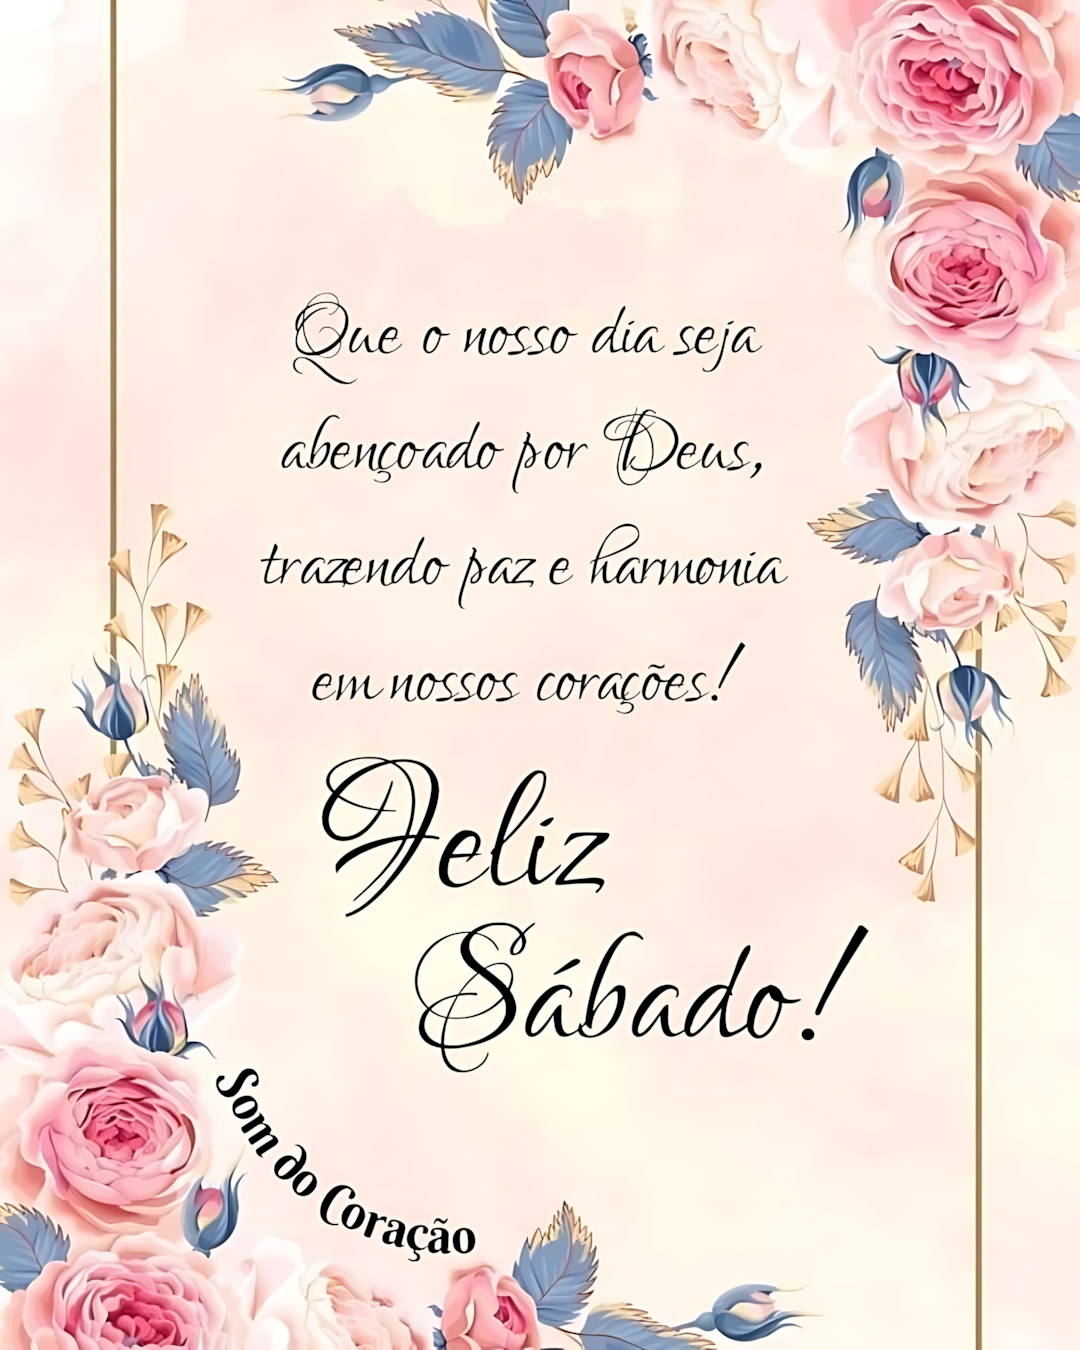 Que o nosso dia seja
abençoado por Deus,
trazendo paz e harmonia
em nossos corações!
Feliz
Sábado!
Som do Coração